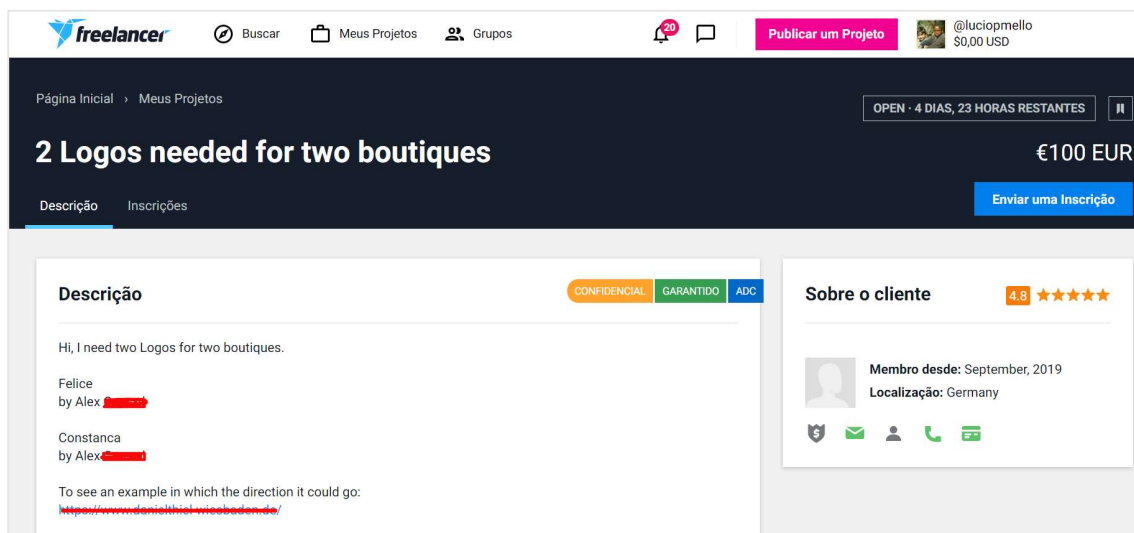 freelancer
Buscar
Meus Projetos
Grupos
20
Publicar um Projeto
@luciopmello
$0,00 USD
Página Inicial › Meus Projetos
OPEN · 4 DIAS, 23 HORAS RESTANTES
2 Logos needed for two boutiques
€100 EUR
Descrição
Inscrições
Enviar uma Inscrição
Descrição
CONFIDENCIAL
GARANTIDO
ADC
Hi, I need two Logos for two boutiques.
Felice
by Alex
Constanca
by Alex
To see an example in which the direction it could go:
Sobre o cliente
4.8
Membro desde: September, 2019
Localização: Germany